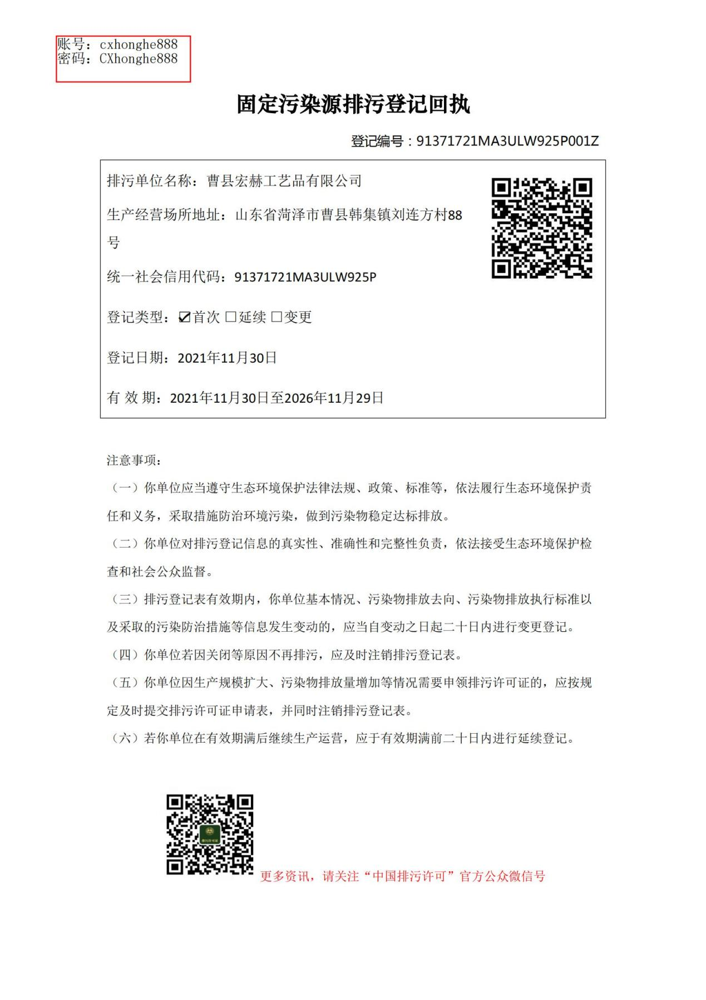 账号：cxhonghe888
密码：CXhonghe888
固定污染源排污登记回执
登记编号：91371721MA3ULW925P001Z
排污单位名称：曹县宏赫工艺品有限公司
生产经营场所地址：山东省菏泽市曹县韩集镇刘连方村88
号
统一社会信用代码：91371721MA3ULW925P
登记类型：☑首次 □延续 □变更
登记日期：2021年11月30日
有 效 期：2021年11月30日至2026年11月29日
注意事项：
（一）你单位应当遵守生态环境保护法律法规、政策、标准等，依法履行生态环境保护责
任和义务，采取措施防治环境污染，做到污染物稳定达标排放。
（二）你单位对排污登记信息的真实性、准确性和完整性负责，依法接受生态环境保护检
查和社会公众监督。
（三）排污登记表有效期内，你单位基本情况、污染物排放去向、污染物排放执行标准以
及采取的污染防治措施等信息发生变动的，应当自变动之日起二十日内进行变更登记。
（四）你单位若因关闭等原因不再排污，应及时注销排污登记表。
（五）你单位因生产规模扩大、污染物排放量增加等情况需要申领排污许可证的，应按规
定及时提交排污许可证申请表，并同时注销排污登记表。
（六）若你单位在有效期满后继续生产运营，应于有效期满前二十日内进行延续登记。
排污许可证
更多资讯，请关注“中国排污许可”官方公众微信号